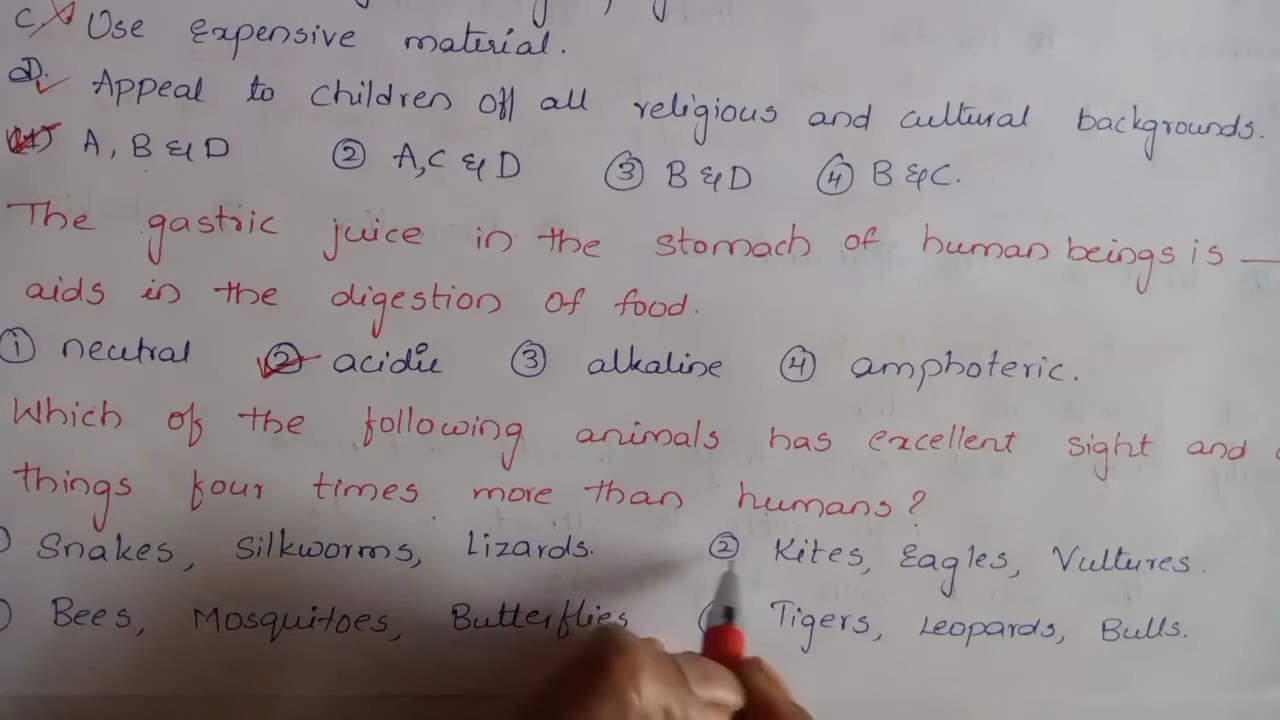 C. Use expensive material.
D. Appeal to children off all religious and cultural backgrounds.
(1) A, B & D ② A, C & D ③ B & D ④ B & C.
The gastric juice in the stomach of human beings is —
aids in the digestion of food.
① neutral ② acidic ③ alkaline ④ amphoteric.
Which of the following animals has excellent sight and
things four times more than humans?
) Snakes, Silkworms, Lizards. ② Kites, Eagles, Vultures.
) Bees, Mosquitoes, Butterflies Tigers, Leopards, Bulls.